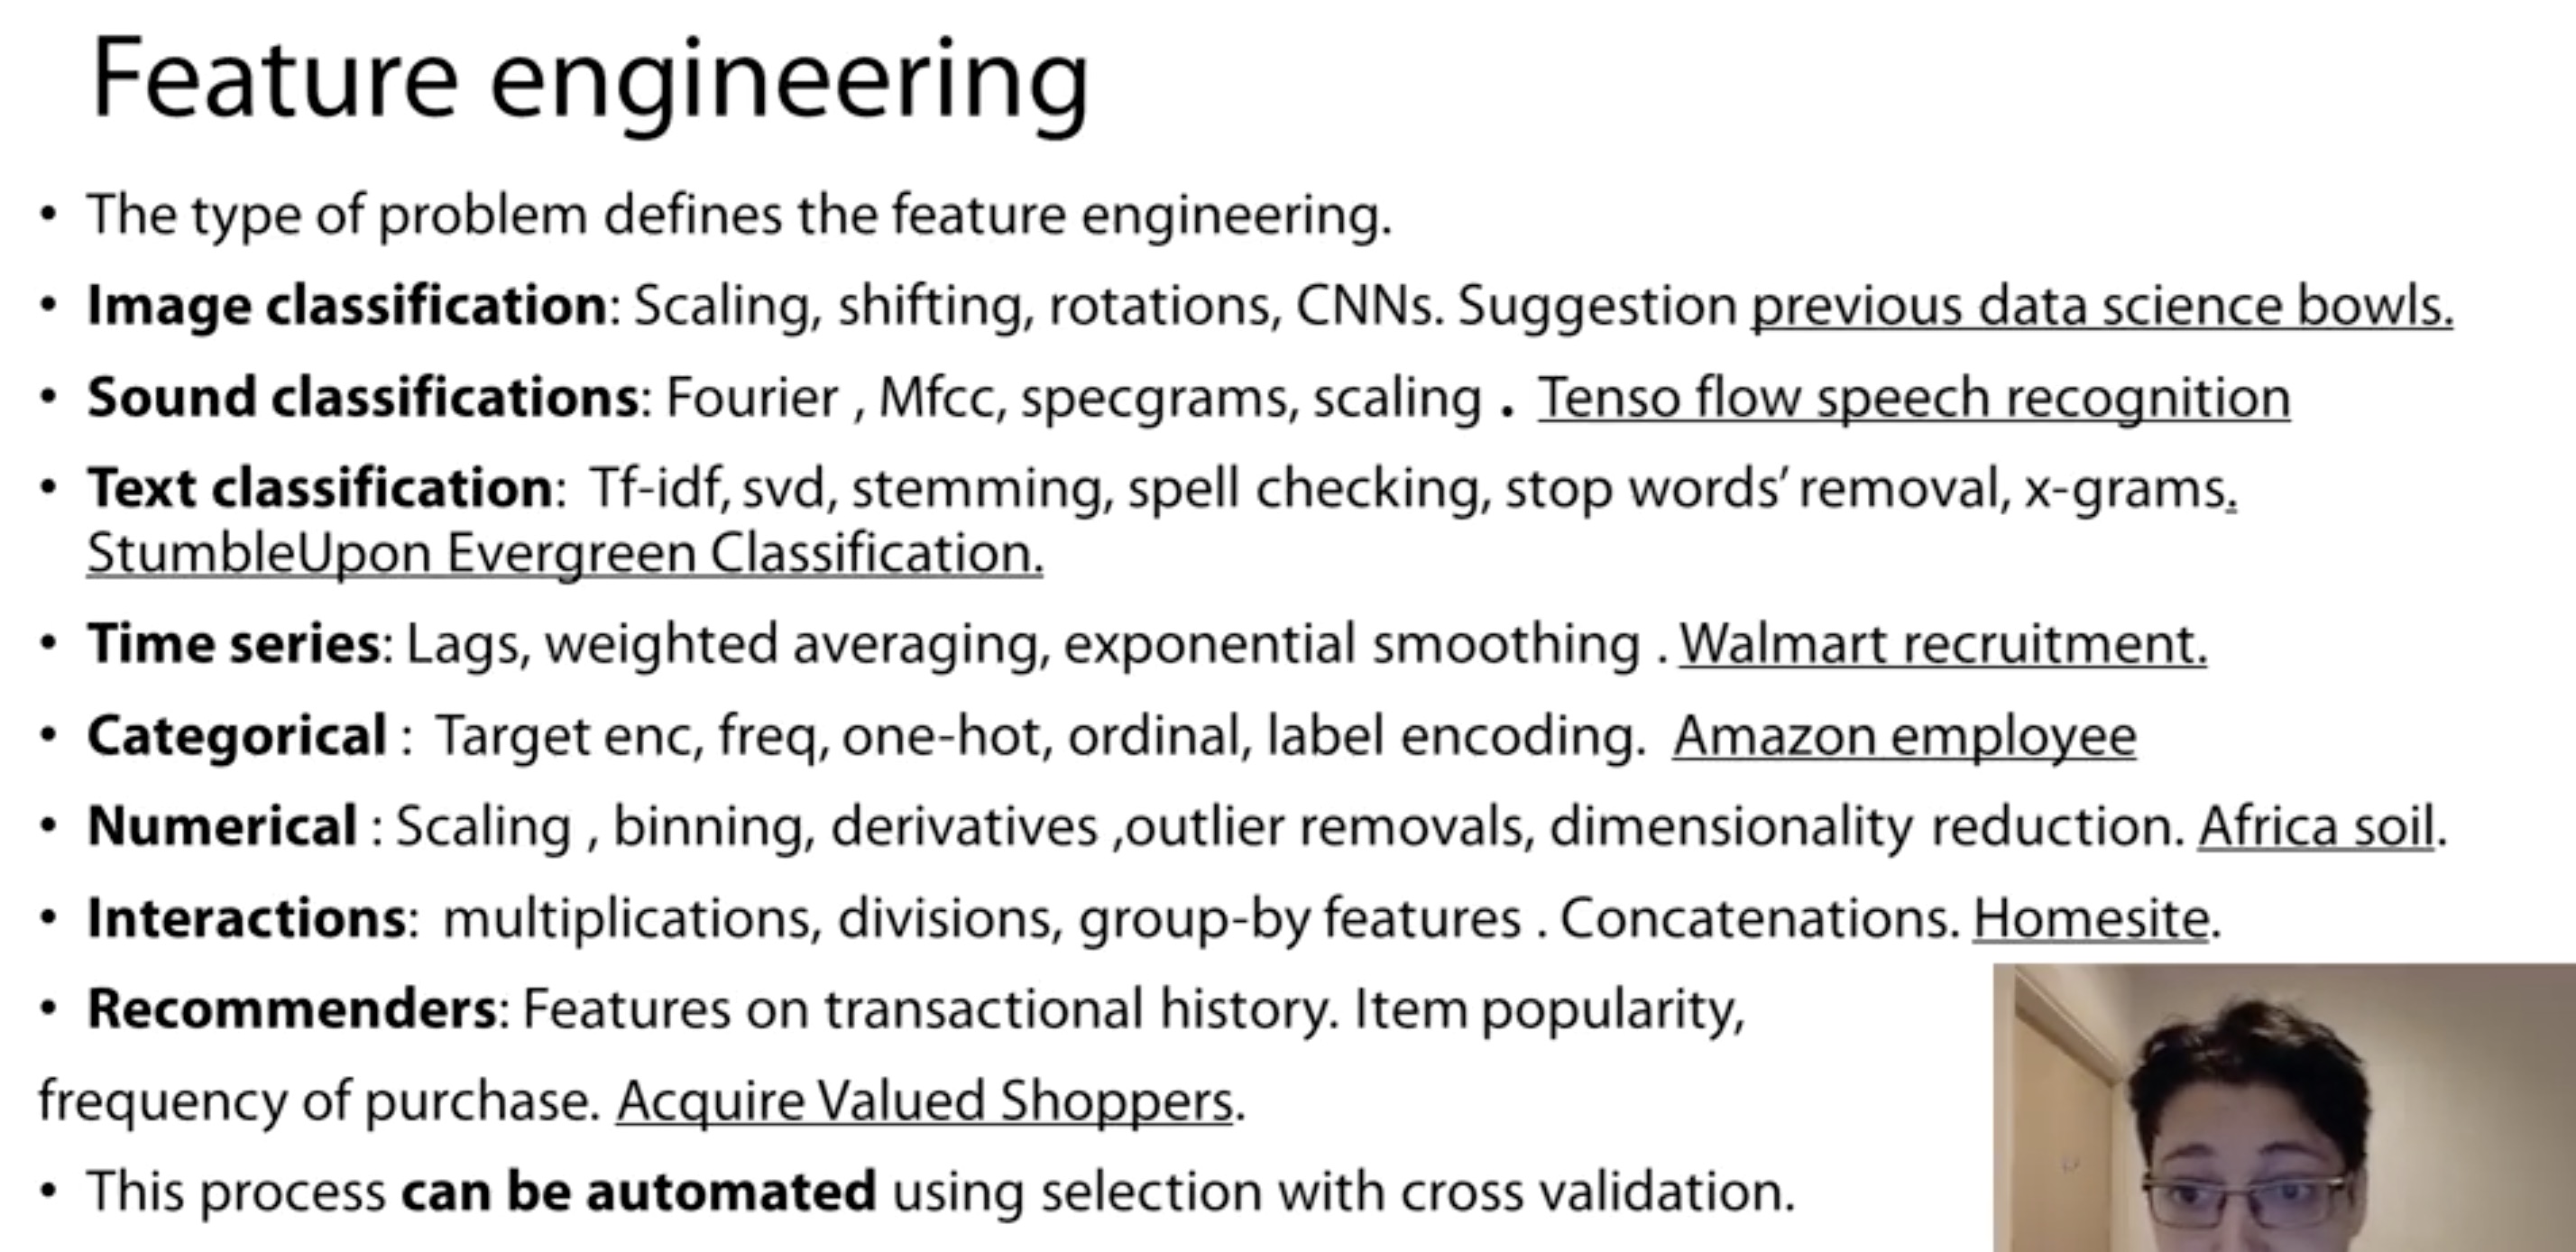 Feature engineering
• The type of problem defines the feature engineering.
• Image classification: Scaling, shifting, rotations, CNNs. Suggestion previous data science bowls.
• Sound classifications: Fourier , Mfcc, specgrams, scaling . Tenso flow speech recognition
• Text classification: Tf-idf, svd, stemming, spell checking, stop words’ removal, x-grams.
StumbleUpon Evergreen Classification.
• Time series: Lags, weighted averaging, exponential smoothing . Walmart recruitment.
• Categorical : Target enc, freq, one-hot, ordinal, label encoding. Amazon employee
• Numerical : Scaling , binning, derivatives ,outlier removals, dimensionality reduction. Africa soil.
• Interactions: multiplications, divisions, group-by features . Concatenations. Homesite.
• Recommenders: Features on transactional history. Item popularity,
frequency of purchase. Acquire Valued Shoppers.
• This process can be automated using selection with cross validation.